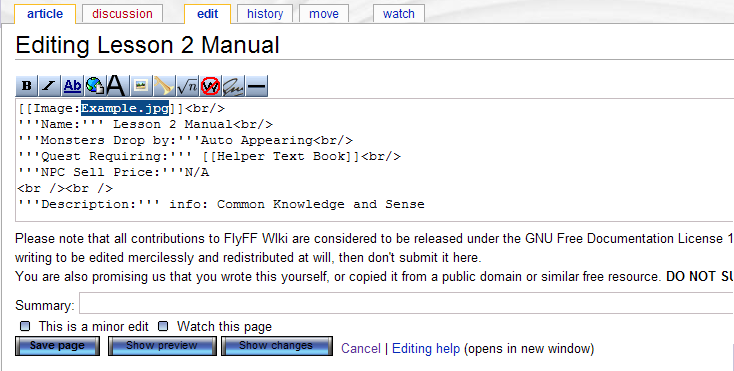 article discussion edit history move watch
Editing Lesson 2 Manual
B I Ab A √n W
[[Image:Example.jpg]]<br/>
'''Name:''' Lesson 2 Manual<br/>
'''Monsters Drop by:'''Auto Appearing<br/>
'''Quest Requiring:''' [[Helper Text Book]]<br/>
'''NPC Sell Price:'''N/A
<br /><br />
'''Description:''' info: Common Knowledge and Sense
Please note that all contributions to FlyFF WIki are considered to be released under the GNU Free Documentation License 1
writing to be edited mercilessly and redistributed at will, then don't submit it here.
You are also promising us that you wrote this yourself, or copied it from a public domain or similar free resource. DO NOT SU
Summary:
This is a minor edit Watch this page
Save page Show preview Show changes Cancel | Editing help (opens in new window)